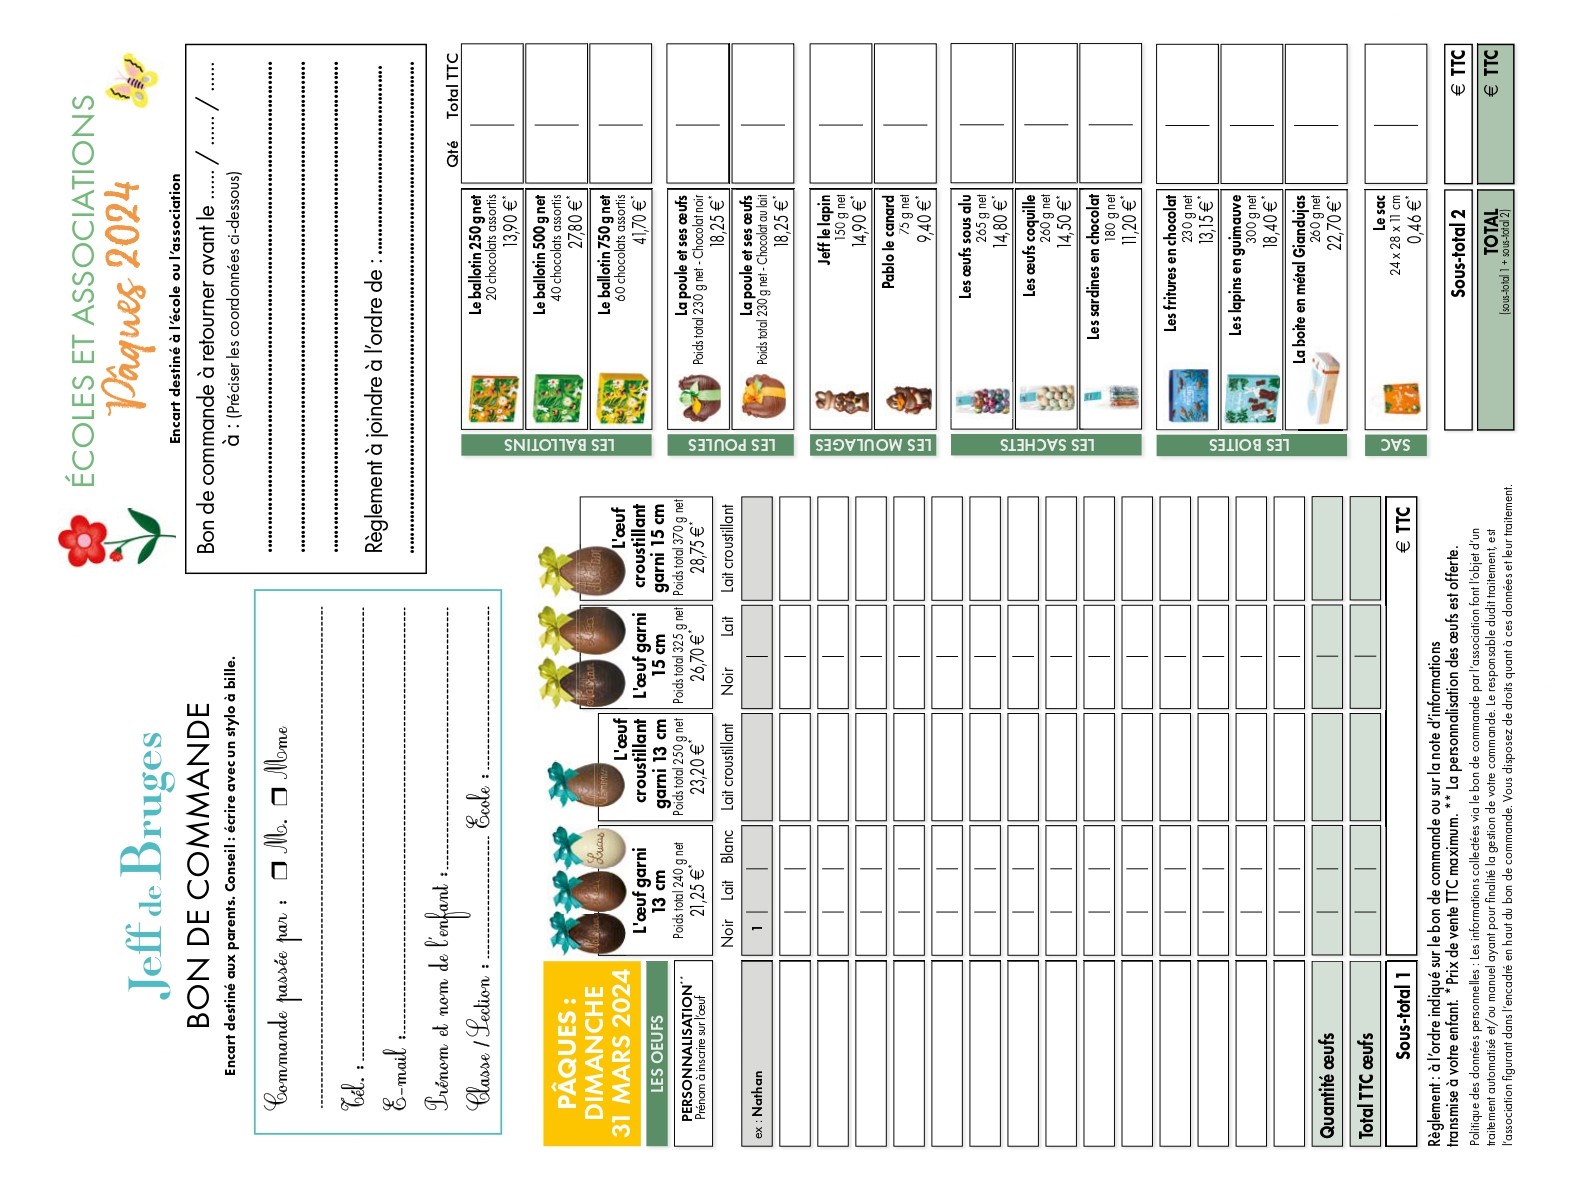 Jeff de Bruges
BON DE COMMANDE
Encart destiné aux parents. Conseil : écrire avec un stylo à bille.
Commande passée par : ❒ Mr. ❒ Mme
Tél. :
E-mail :
Prénom et nom de l'enfant :
Classe / Section : Ecole :
ÉCOLES ET ASSOCIATIONS
Pâques 2024
Encart destiné à l'école ou l'association
Bon de commande à retourner avant le ...... / ...... / ......
à : (Préciser les coordonnées ci-dessous)
Règlement à joindre à l'ordre de :
PÂQUES :
DIMANCHE
31 MARS 2024
LES OEUFS
PERSONNALISATION**
Prénom à inscrire sur l'œuf
L'œuf garni
13 cm
Poids total 240 g net
21,25 €*
Noir Lait Blanc
L'œuf
croustillant
garni 13 cm
Poids total 250 g net
23,20 €*
Lait croustillant
L'œuf garni
15 cm
Poids total 325 g net
26,70 €*
Noir Lait
L'œuf
croustillant
garni 15 cm
Poids total 370 g net
28,75 €*
Lait croustillant
ex : Nathan 1
Quantité œufs
Total TTC œufs
Sous-total 1 € TTC
Qté Total TTC
LES BALLOTINS
Le ballotin 250 g net
20 chocolats assortis
13,90 €*
Le ballotin 500 g net
40 chocolats assortis
27,80 €*
Le ballotin 750 g net
60 chocolats assortis
41,70 €*
LES POULES
La poule et ses œufs
Poids total 230 g net - Chocolat noir
18,25 €*
La poule et ses œufs
Poids total 230 g net - Chocolat au lait
18,25 €*
LES MOULAGES
Jeff le lapin
150 g net
14,90 €*
Pablo le canard
75 g net
9,40 €*
LES SACHETS
Les œufs sous alu
265 g net
14,80 €*
Les œufs coquille
260 g net
14,50 €*
Les sardines en chocolat
180 g net
11,20 €*
LES BOITES
Les fritures en chocolat
230 g net
13,15 €*
Les lapins en guimauve
300 g net
18,40 €*
La boite en métal Giandujas
260 g net
22,70 €*
SAC
Le sac
24 x 28 x 11 cm
0,46 €*
Sous-total 2 € TTC
TOTAL € TTC
(sous-total 1 + sous-total 2)
Règlement : à l'ordre indiqué sur le bon de commande ou sur la note d'informations
transmise à votre enfant. * Prix de vente TTC maximum. ** La personnalisation des œufs est offerte.
Politique des données personnelles : Les informations collectées via le bon de commande par l'association font l'objet d'un
traitement automatisé et/ou manuel ayant pour finalité la gestion de votre commande. Le responsable dudit traitement, est
l'association figurant dans l'encadré en haut du bon de commande. Vous disposez de droits quant à ces données et leur traitement.